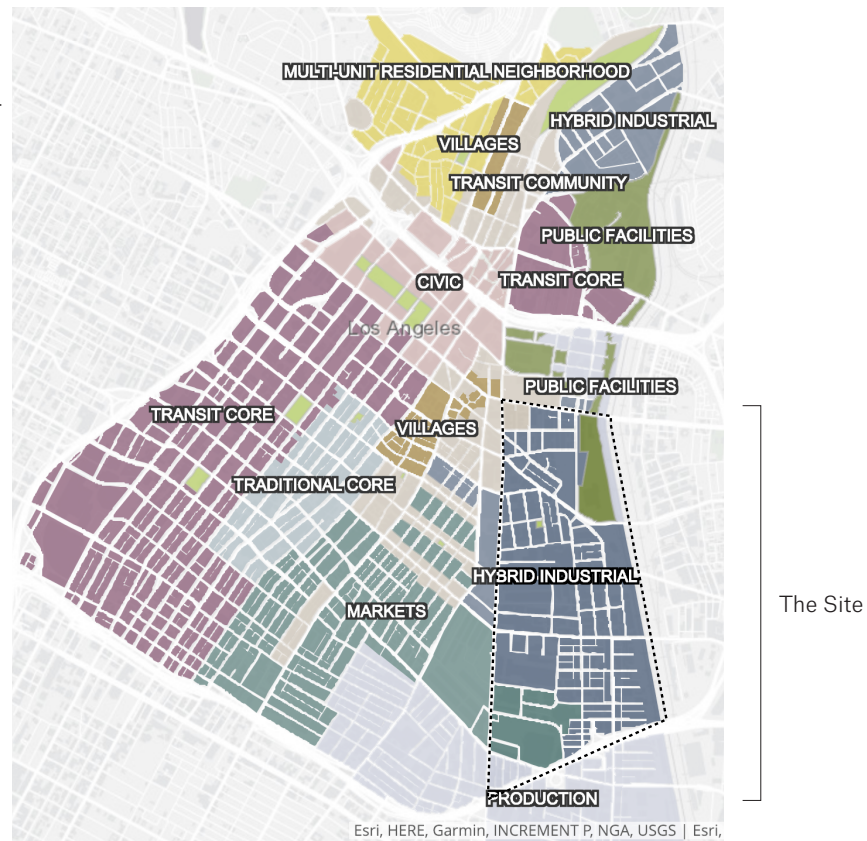 MULTI-UNIT RESIDENTIAL NEIGHBORHOOD
HYBRID INDUSTRIAL
VILLAGES
TRANSIT COMMUNITY
PUBLIC FACILITIES
TRANSIT CORE
CIVIC
Los Angeles
PUBLIC FACILITIES
TRANSIT CORE
VILLAGES
TRADITIONAL CORE
HYBRID INDUSTRIAL
The Site
MARKETS
PRODUCTION
Esri, HERE, Garmin, INCREMENT P, NGA, USGS | Esri,